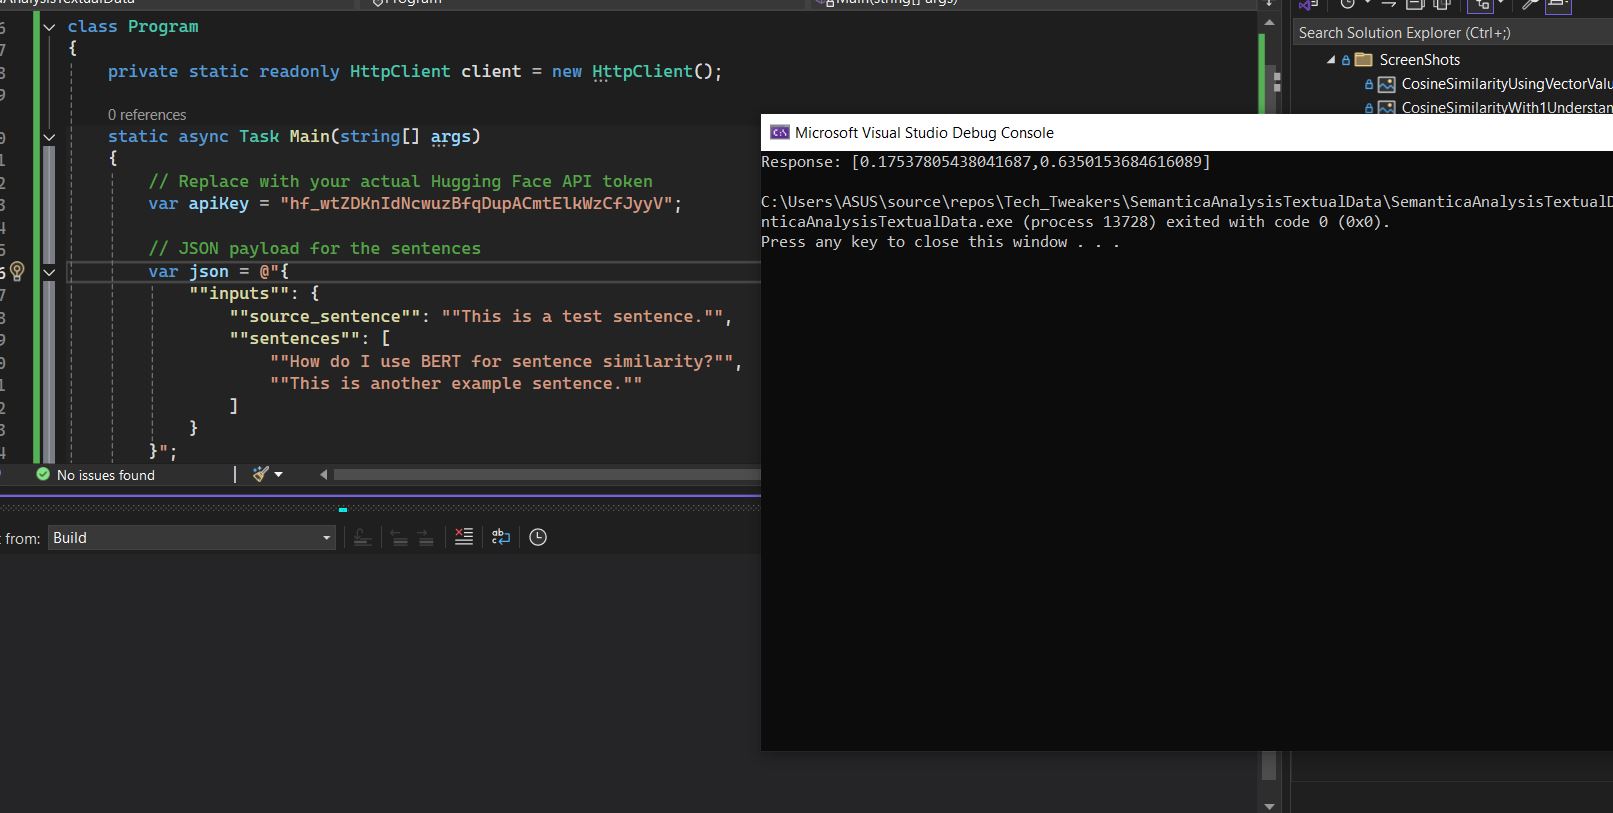 AnalysisTextualData
Program
Main(string[] args)
class Program
{
private static readonly HttpClient client = new HttpClient();
0 references
static async Task Main(string[] args)
{
// Replace with your actual Hugging Face API token
var apiKey = "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";
// JSON payload for the sentences
var json = @"{
""inputs"": {
""source_sentence"": ""This is a test sentence."",
""sentences"": [
""How do I use BERT for sentence similarity?"",
""This is another example sentence.""
]
}
}";
No issues found
from:
Build
Search Solution Explorer (Ctrl+;)
ScreenShots
CosineSimilarityUsingVectorValu
CosineSimilarityWith1Understan
Microsoft Visual Studio Debug Console
Response: [0.17537805438041687,0.6350153684616089]
C:\Users\ASUS\source\repos\Tech_Tweakers\SemanticaAnalysisTextualData\SemanticaAnalysisTextualD
nticaAnalysisTextualData.exe (process 13728) exited with code 0 (0x0).
Press any key to close this window . . .